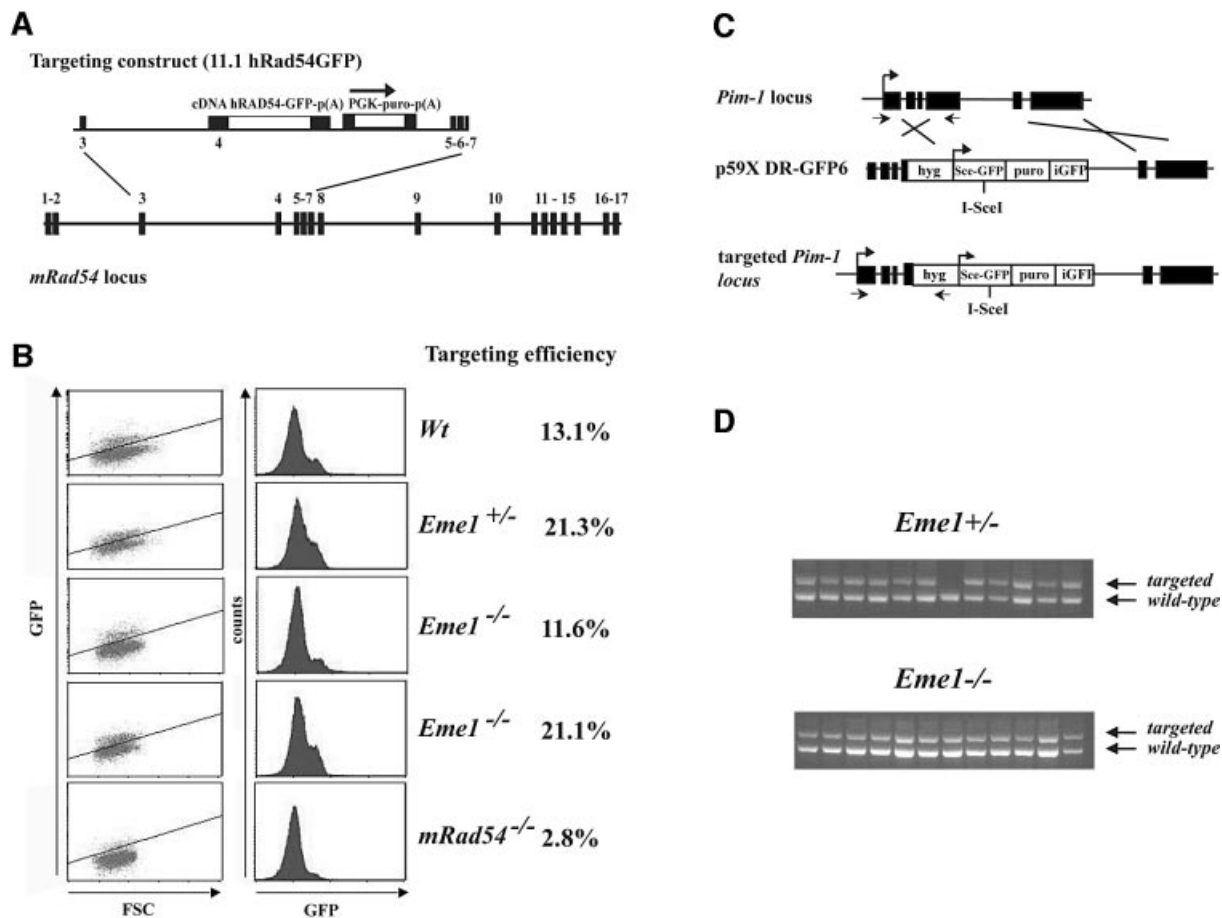 A
Targeting construct (11.1 hRad54GFP)
cDNA hRAD54-GFP-p(A) PGK-puro-p(A)
3 4 5-6-7
1-2 3 4 5-7 8 9 10 11 - 15 16-17
mRad54 locus
B
Targeting efficiency
Wt 13.1%
Eme1 +/- 21.3%
Eme1 -/- 11.6%
Eme1 -/- 21.1%
mRad54 -/- 2.8%
GFP
counts
FSC
GFP
C
Pim-1 locus
p59X DR-GFP6
hyg Sce-GFP puro iGFP
I-SceI
targeted Pim-1
locus
hyg Sce-GFP puro iGFI
I-SceI
D
Eme1+/-
targeted
wild-type
Eme1-/-
targeted
wild-type